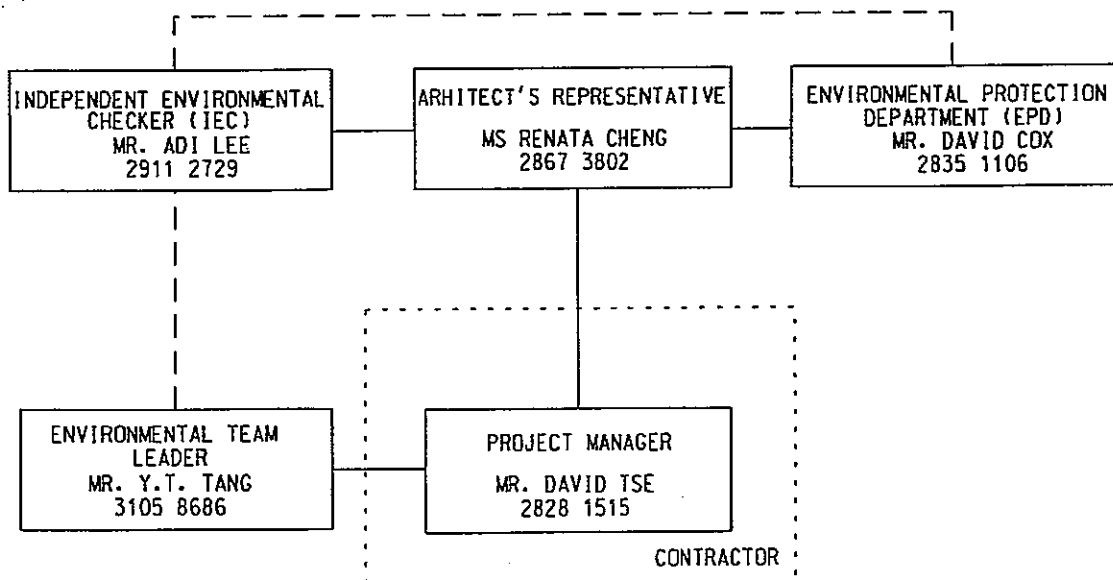 INDEPENDENT ENVIRONMENTAL
CHECKER (IEC)
MR. ADI LEE
2911 2729
ARHITECT'S REPRESENTATIVE
MS RENATA CHENG
2867 3802
ENVIRONMENTAL PROTECTION
DEPARTMENT (EPD)
MR. DAVID COX
2835 1106
ENVIRONMENTAL TEAM
LEADER
MR. Y.T. TANG
3105 8686
PROJECT MANAGER
MR. DAVID TSE
2828 1515
CONTRACTOR